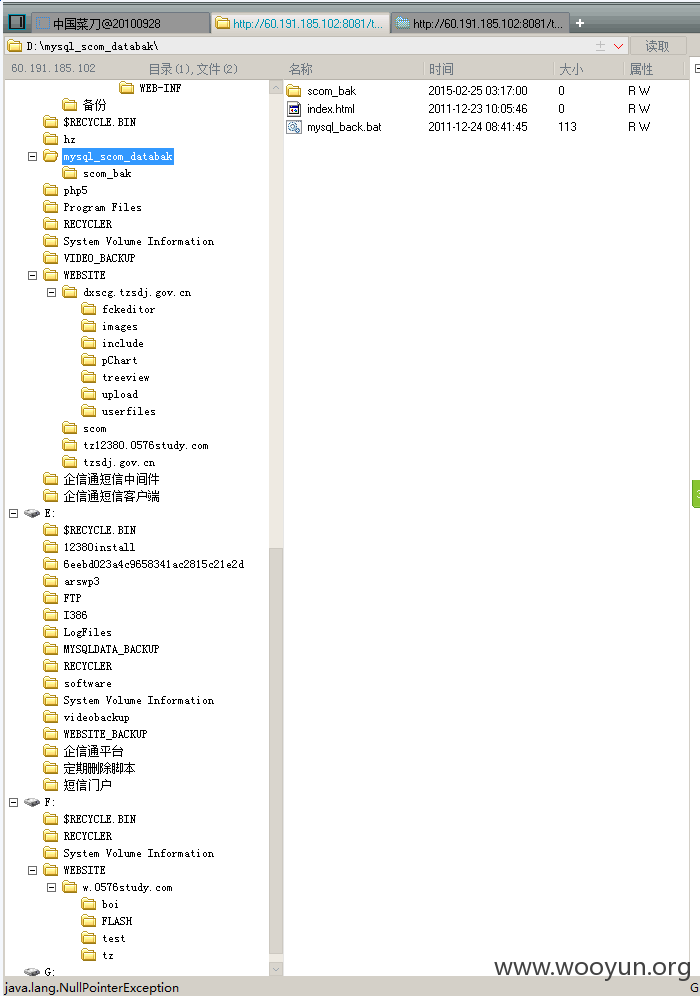 中国菜刀@20100928 http://60.191.185.102:8081/t... http://60.191.185.102:8081/t... +
D:\mysql_scom_databak\ 读取
60.191.185.102 目录(1),文件(2) 名称 时间 大小 属性
WEB-INF
备份
$RECYCLE.BIN
hz
mysql_scom_databak
scom_bak
php5
Program Files
RECYCLER
System Volume Information
VIDEO_BACKUP
WEBSITE
dxscg.tzsdj.gov.cn
fckeditor
images
include
pChart
treeview
upload
userfiles
scom
tz12380.0576study.com
tzsdj.gov.cn
企信通短信中间件
企信通短信客户端
E:
$RECYCLE.BIN
12380install
6eebd023a4c9658341ac2815c21e2d
arswp3
FTP
I386
LogFiles
MYSQLDATA_BACKUP
RECYCLER
software
System Volume Information
videobackup
WEBSITE_BACKUP
企信通平台
定期删除脚本
短信门户
F:
$RECYCLE.BIN
RECYCLER
System Volume Information
WEBSITE
w.0576study.com
boi
FLASH
test
tz
G:
scom_bak 2015-02-25 03:17:00 0 R W
index.html 2011-12-23 10:05:46 0 R W
mysql_back.bat 2011-12-24 08:41:45 113 R W
www.wooyun.org
java.lang.NullPointerException G